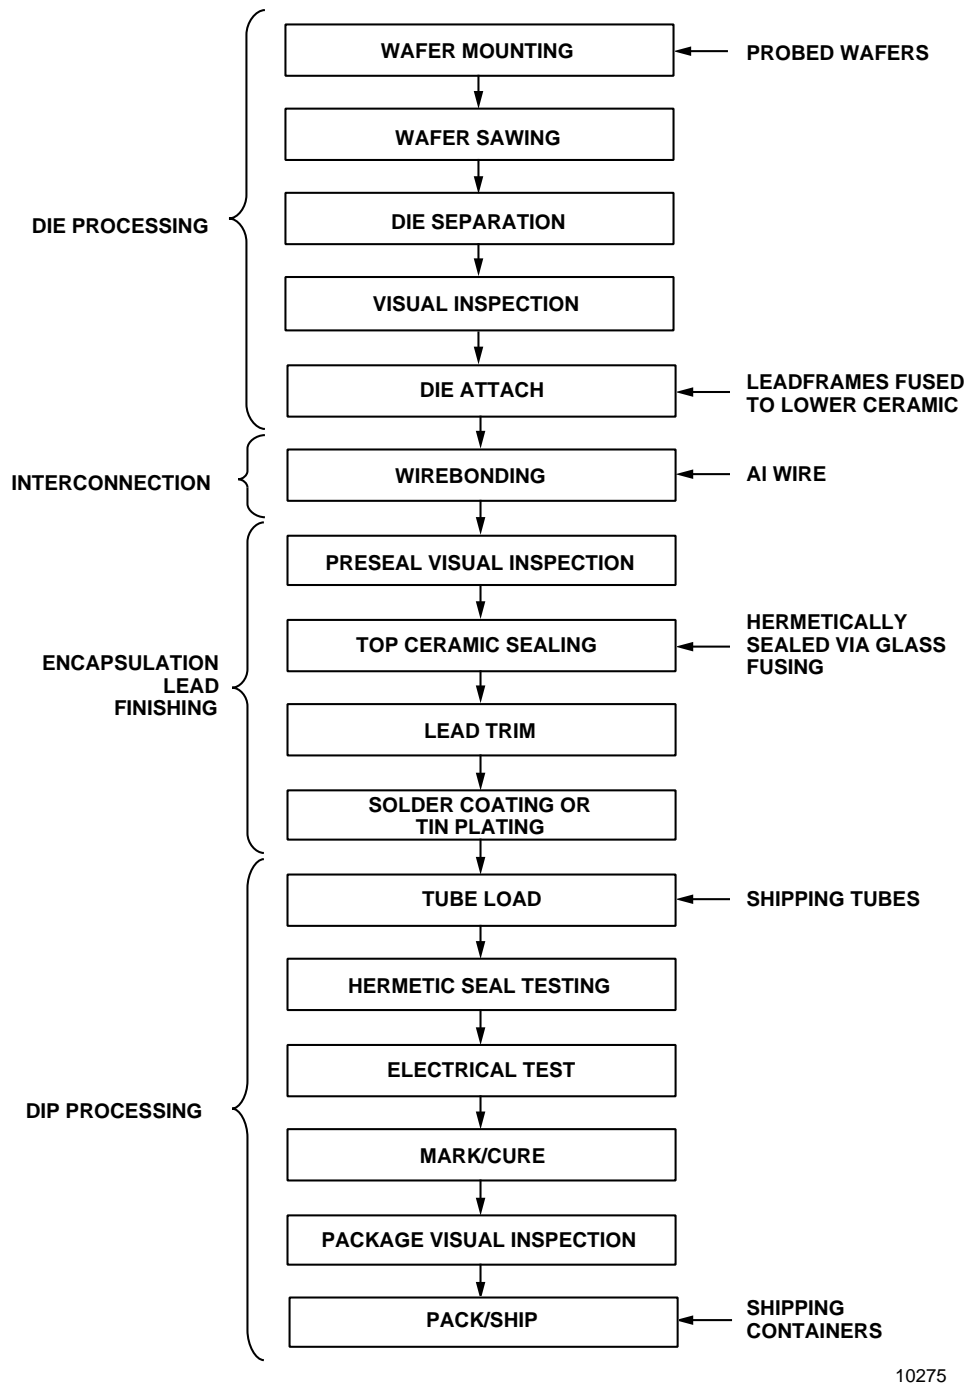 WAFER MOUNTING
PROBED WAFERS
WAFER SAWING
DIE PROCESSING
DIE SEPARATION
VISUAL INSPECTION
DIE ATTACH
LEADFRAMES FUSED
TO LOWER CERAMIC
INTERCONNECTION
WIREBONDING
Al WIRE
PRESEAL VISUAL INSPECTION
ENCAPSULATION
LEAD
FINISHING
TOP CERAMIC SEALING
HERMETICALLY
SEALED VIA GLASS
FUSING
LEAD TRIM
SOLDER COATING OR
TIN PLATING
TUBE LOAD
SHIPPING TUBES
HERMETIC SEAL TESTING
ELECTRICAL TEST
DIP PROCESSING
MARK/CURE
PACKAGE VISUAL INSPECTION
PACK/SHIP
SHIPPING
CONTAINERS
10275